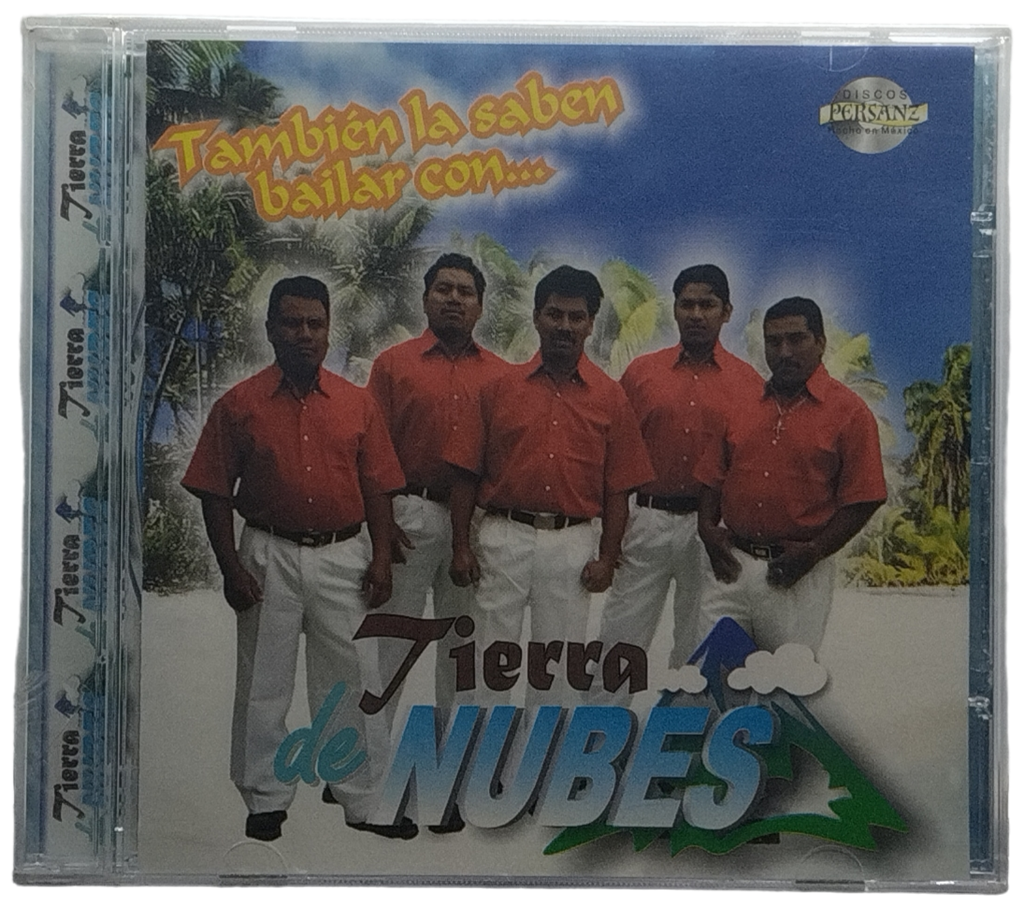 También la saben
bailar con...
DISCOS
PERSANZ
Hecho en México
Tierra
de NUBES
Tierra
Tierra
Tierra
Tierra